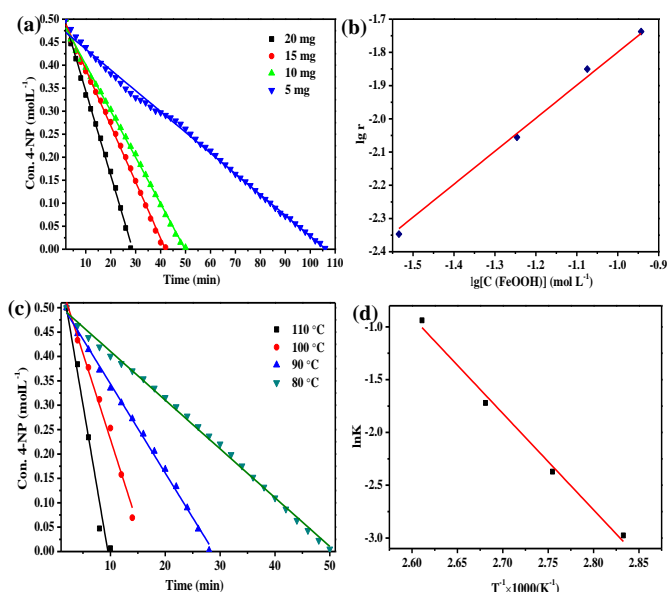 (a)
20 mg
15 mg
10 mg
5 mg
Con. 4-NP (molL⁻¹)
0.50
0.45
0.40
0.35
0.30
0.25
0.20
0.15
0.10
0.05
0.00
10 20 30 40 50 60 70 80 90 100 110
Time (min)
(b)
lg r
-1.7
-1.8
-1.9
-2.0
-2.1
-2.2
-2.3
-2.4
-1.5 -1.4 -1.3 -1.2 -1.1 -1.0 -0.9
lg[C (FeOOH)] (mol L⁻¹)
(c)
110 °C
100 °C
90 °C
80 °C
Con. 4-NP (molL⁻¹)
0.50
0.45
0.40
0.35
0.30
0.25
0.20
0.15
0.10
0.05
0.00
10 20 30 40 50
Time (min)
(d)
lnK
-1.0
-1.5
-2.0
-2.5
-3.0
2.60 2.65 2.70 2.75 2.80 2.85
T⁻¹×1000(K⁻¹)